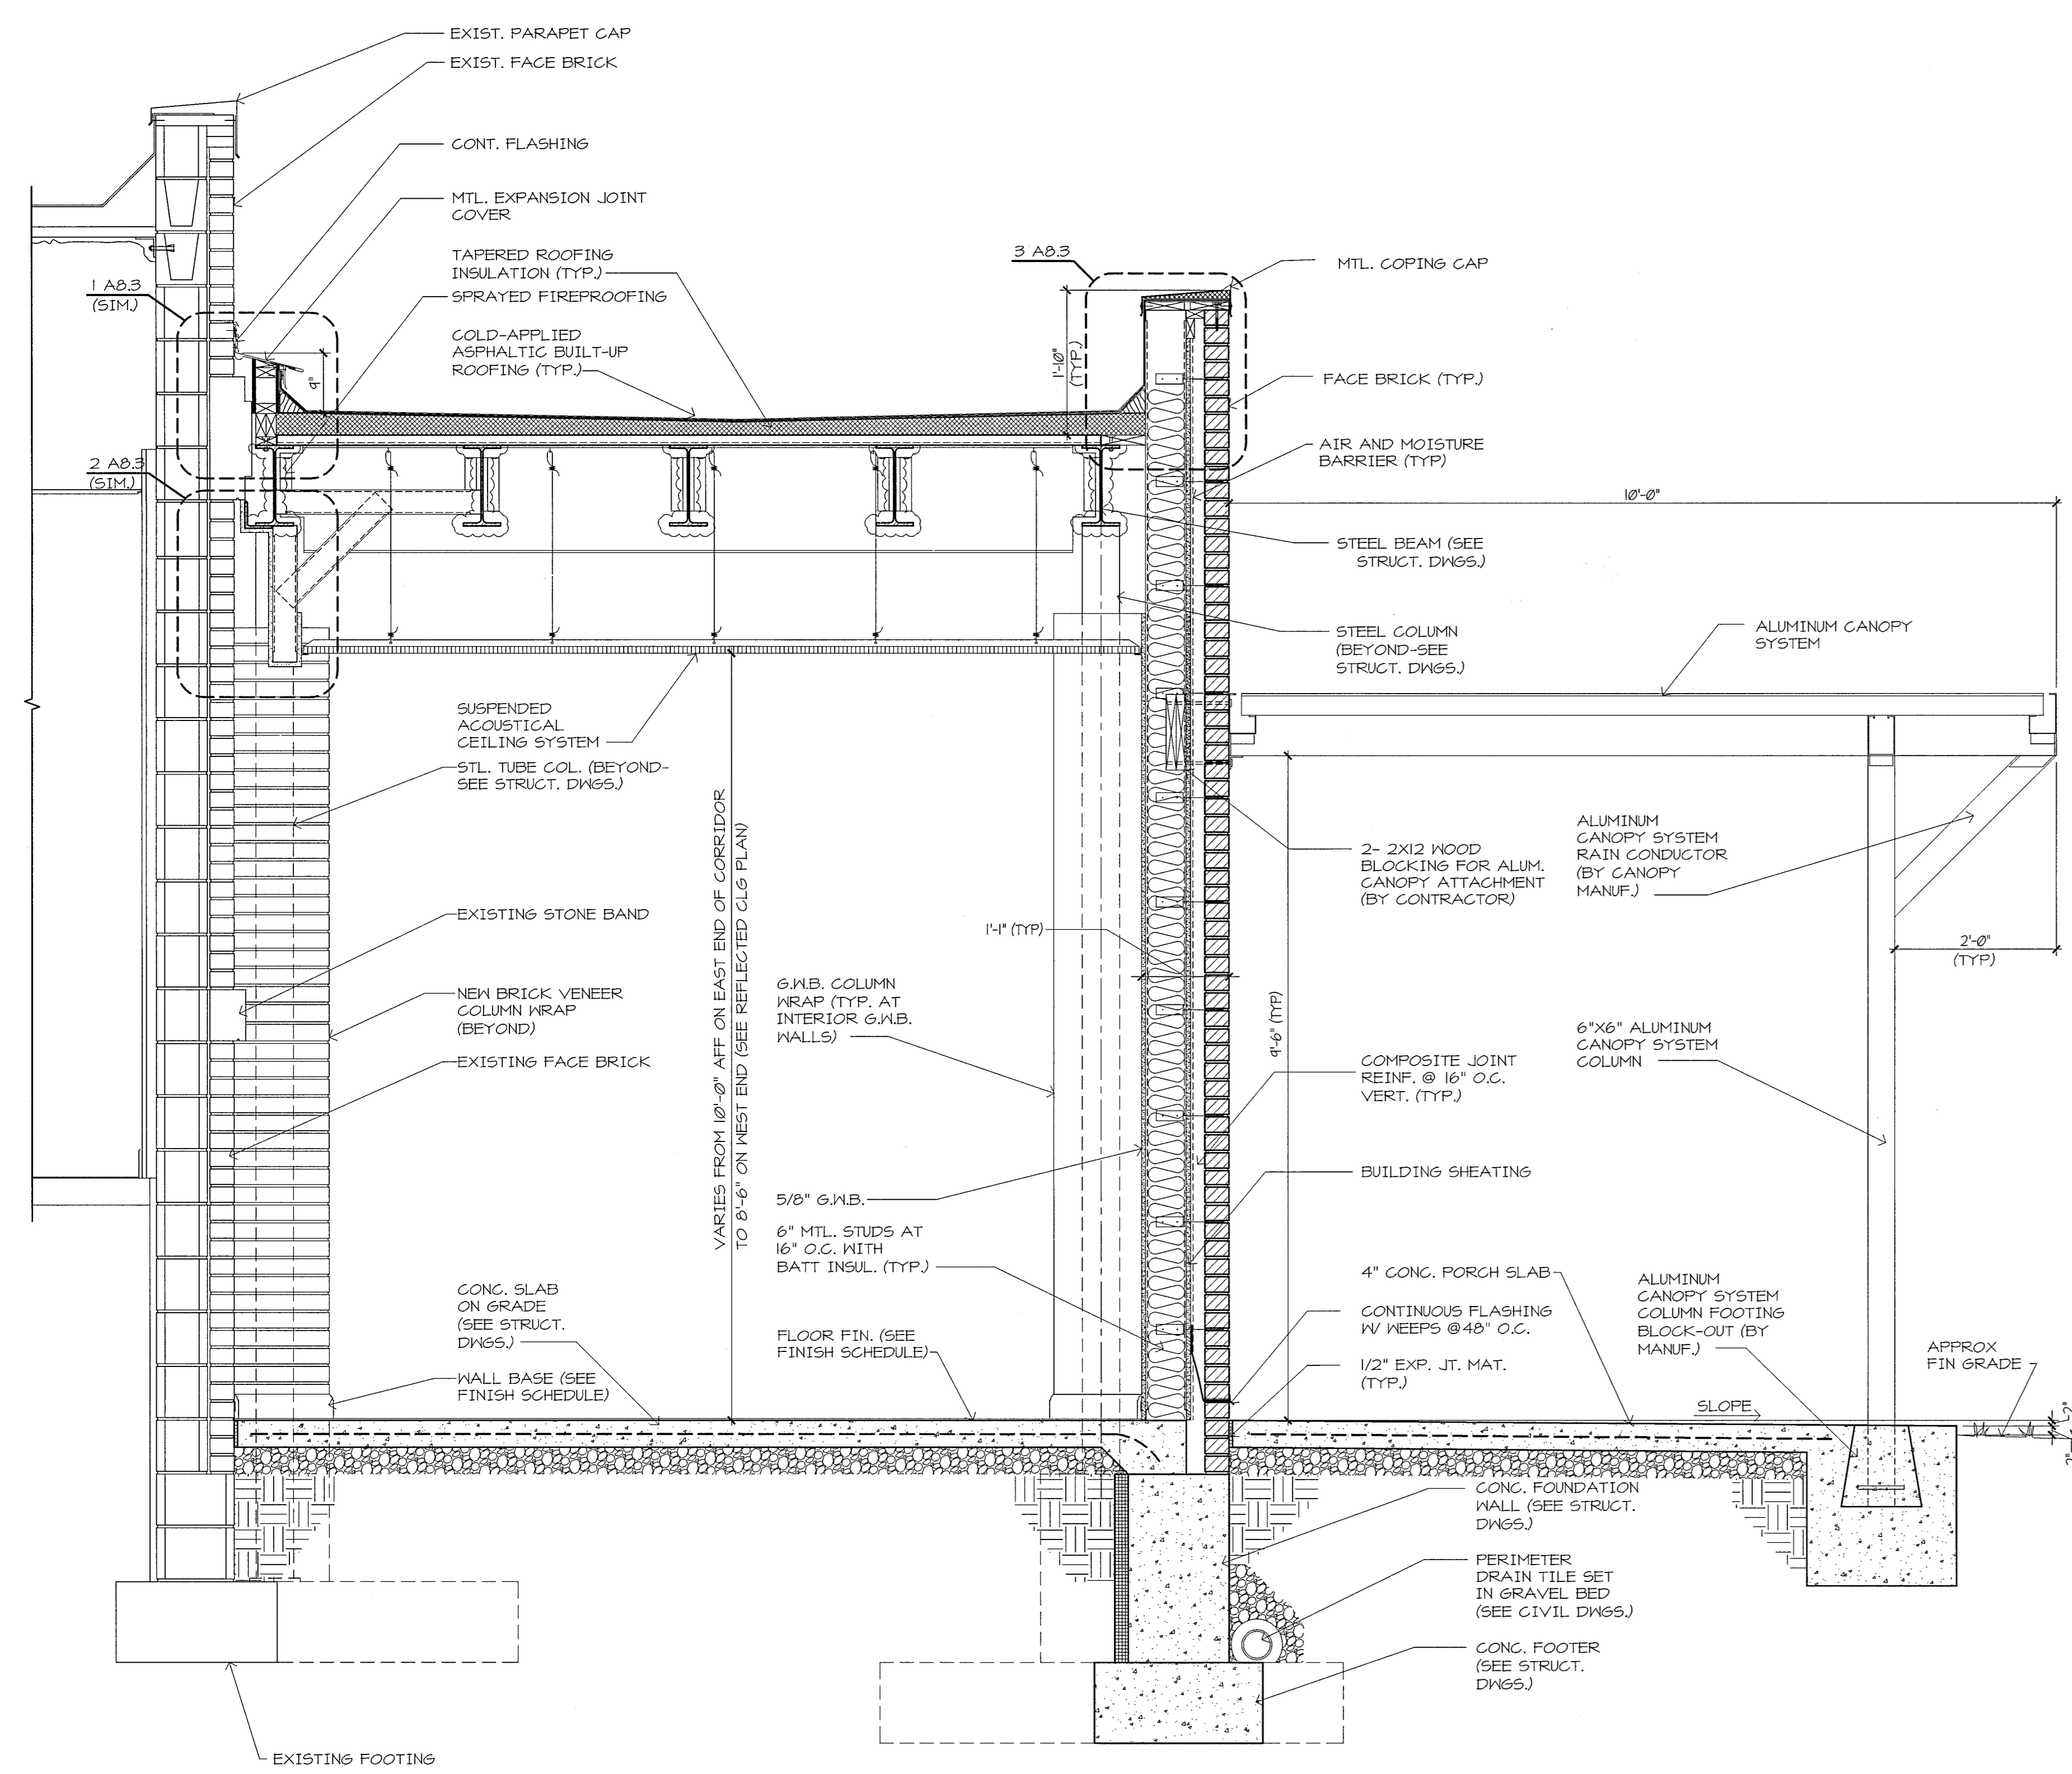 EXIST. PARAPET CAP
EXIST. FACE BRICK
CONT. FLASHING
MTL. EXPANSION JOINT
COVER
TAPERED ROOFING
INSULATION (TYP.)
SPRAYED FIREPROOFING
COLD-APPLIED
ASPHALTIC BUILT-UP
ROOFING (TYP.)
1 A8.3
(SIM.)
2 A8.3
(SIM.)
9"
3 A8.3
1'-10"
(TYP.)
MTL. COPING CAP
FACE BRICK (TYP.)
AIR AND MOISTURE
BARRIER (TYP)
10'-0"
STEEL BEAM (SEE
STRUCT. DWGS.)
STEEL COLUMN
(BEYOND-SEE
STRUCT. DWGS.)
ALUMINUM CANOPY
SYSTEM
SUSPENDED
ACOUSTICAL
CEILING SYSTEM
STL. TUBE COL. (BEYOND-
SEE STRUCT. DWGS.)
EXISTING STONE BAND
NEW BRICK VENEER
COLUMN WRAP
(BEYOND)
EXISTING FACE BRICK
VARIES FROM 10'-0" AFF ON EAST END OF CORRIDOR
TO 8'-6" ON WEST END (SEE REFLECTED CLG PLAN)
1'-1" (TYP)
G.W.B. COLUMN
WRAP (TYP. AT
INTERIOR G.W.B.
WALLS)
5/8" G.W.B.
6" MTL. STUDS AT
16" O.C. WITH
BATT INSUL. (TYP.)
2- 2X12 WOOD
BLOCKING FOR ALUM.
CANOPY ATTACHMENT
(BY CONTRACTOR)
ALUMINUM
CANOPY SYSTEM
RAIN CONDUCTOR
(BY CANOPY
MANUF.)
2'-0"
(TYP)
9'-6" (TYP)
6"X6" ALUMINUM
CANOPY SYSTEM
COLUMN
COMPOSITE JOINT
REINF. @ 16" O.C.
VERT. (TYP.)
BUILDING SHEATING
CONC. SLAB
ON GRADE
(SEE STRUCT.
DWGS.)
WALL BASE (SEE
FINISH SCHEDULE)
FLOOR FIN. (SEE
FINISH SCHEDULE)
4" CONC. PORCH SLAB
CONTINUOUS FLASHING
W/ WEEPS @48" O.C.
1/2" EXP. JT. MAT.
(TYP.)
ALUMINUM
CANOPY SYSTEM
COLUMN FOOTING
BLOCK-OUT (BY
MANUF.)
APPROX
FIN GRADE
SLOPE
2"
2"
CONC. FOUNDATION
WALL (SEE STRUCT.
DWGS.)
PERIMETER
DRAIN TILE SET
IN GRAVEL BED
(SEE CIVIL DWGS.)
CONC. FOOTER
(SEE STRUCT.
DWGS.)
EXISTING FOOTING